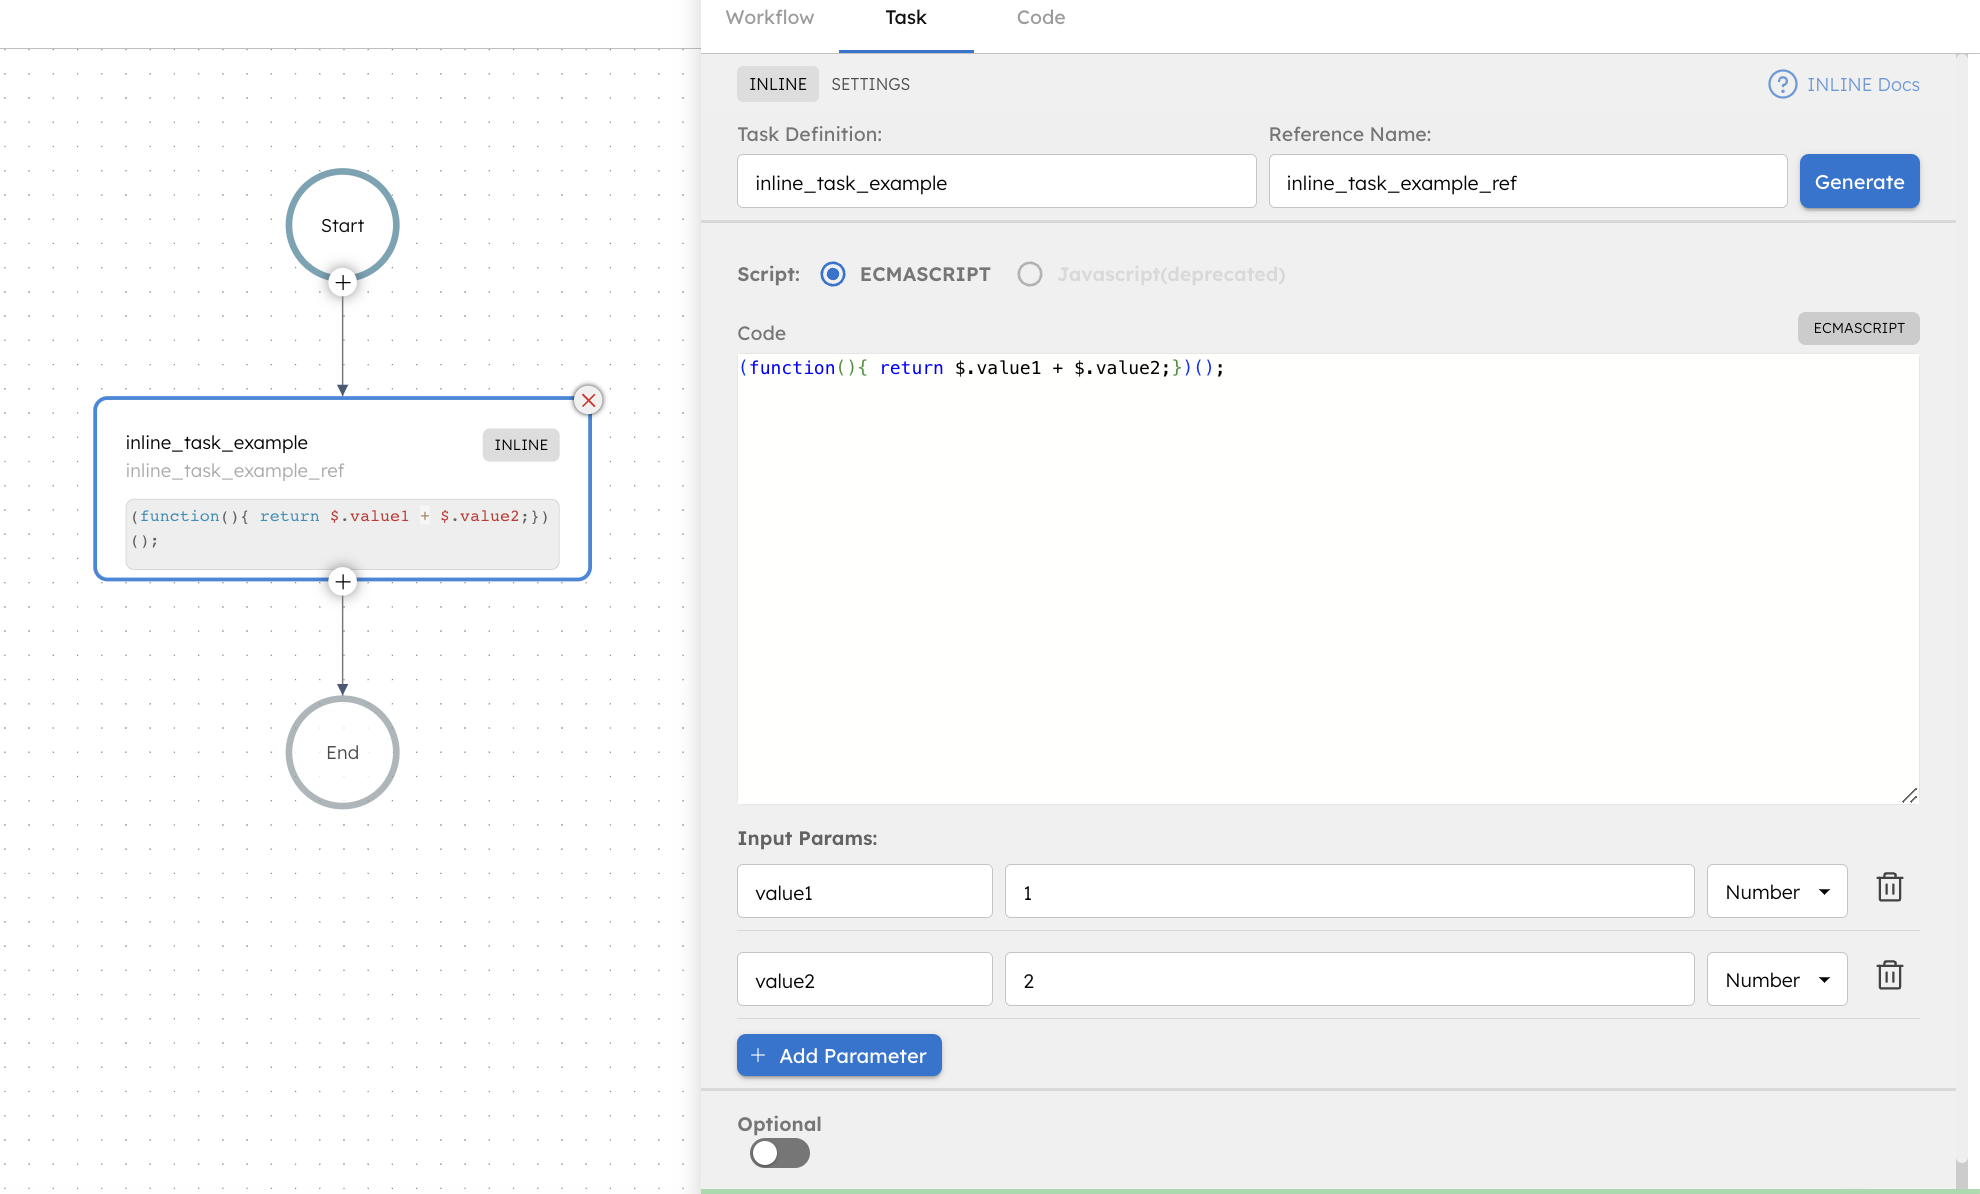 Workflow Task Code
INLINE SETTINGS
INLINE Docs
Task Definition:
Reference Name:
inline_task_example
inline_task_example_ref
Generate
Script: ECMASCRIPT Javascript(deprecated)
Code
ECMASCRIPT
(function(){ return $.value1 + $.value2;})();
Input Params:
value1
1
Number
value2
2
Number
+ Add Parameter
Optional
Start
+
inline_task_example
INLINE
inline_task_example_ref
(function(){ return $.value1 + $.value2;})
();
+
End